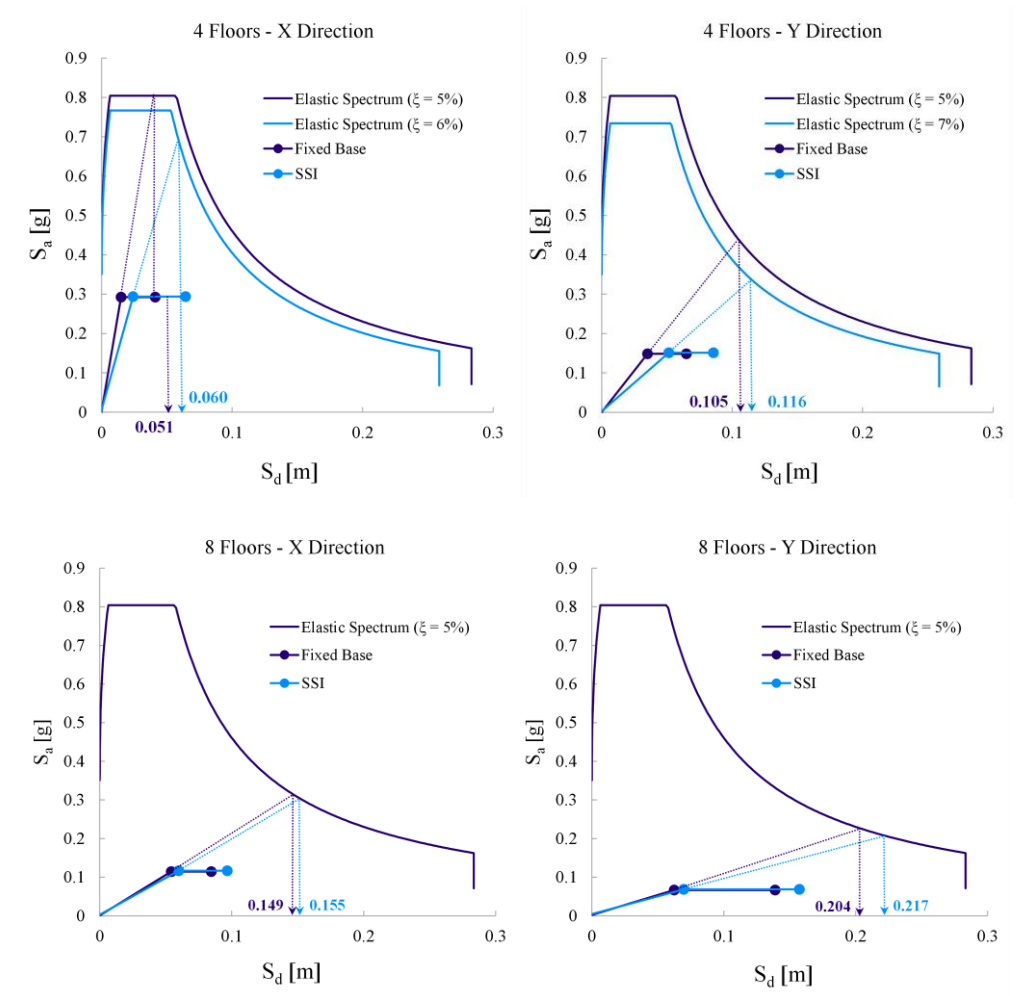 4 Floors - X Direction
0.9
0.8
0.7
0.6
0.5
0.4
0.3
0.2
0.1
0
Sa [g]
Elastic Spectrum (ξ = 5%)
Elastic Spectrum (ξ = 6%)
Fixed Base
SSI
0.060
0.051
0
0.1
0.2
0.3
Sd [m]
4 Floors - Y Direction
0.9
0.8
0.7
0.6
0.5
0.4
0.3
0.2
0.1
0
Sa [g]
Elastic Spectrum (ξ = 5%)
Elastic Spectrum (ξ = 7%)
Fixed Base
SSI
0.105
0.116
0
0.1
0.2
0.3
Sd [m]
8 Floors - X Direction
0.9
0.8
0.7
0.6
0.5
0.4
0.3
0.2
0.1
0
Sa [g]
Elastic Spectrum (ξ = 5%)
Fixed Base
SSI
0.149
0.155
0
0.1
0.2
0.3
Sd [m]
8 Floors - Y Direction
0.9
0.8
0.7
0.6
0.5
0.4
0.3
0.2
0.1
0
Sa [g]
Elastic Spectrum (ξ = 5%)
Fixed Base
SSI
0.204
0.217
0
0.1
0.2
0.3
Sd [m]